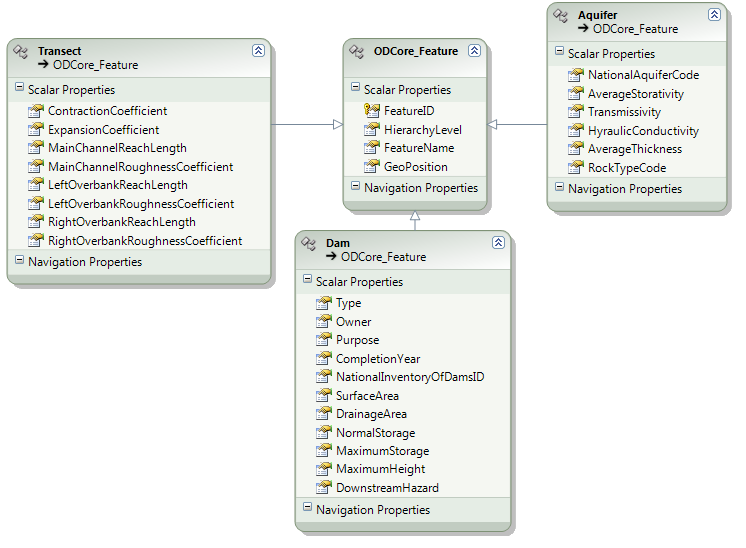 Transect
→ ODCore_Feature
Scalar Properties
ContractionCoefficient
ExpansionCoefficient
MainChannelReachLength
MainChannelRoughnessCoefficient
LeftOverbankReachLength
LeftOverbankRoughnessCoefficient
RightOverbankReachLength
RightOverbankRoughnessCoefficient
Navigation Properties
ODCore_Feature
Scalar Properties
FeatureID
HierarchyLevel
FeatureName
GeoPosition
Navigation Properties
Aquifer
→ ODCore_Feature
Scalar Properties
NationalAquiferCode
AverageStorativity
Transmissivity
HyraulicConductivity
AverageThickness
RockTypeCode
Navigation Properties
Dam
→ ODCore_Feature
Scalar Properties
Type
Owner
Purpose
CompletionYear
NationalInventoryOfDamsID
SurfaceArea
DrainageArea
NormalStorage
MaximumStorage
MaximumHeight
DownstreamHazard
Navigation Properties